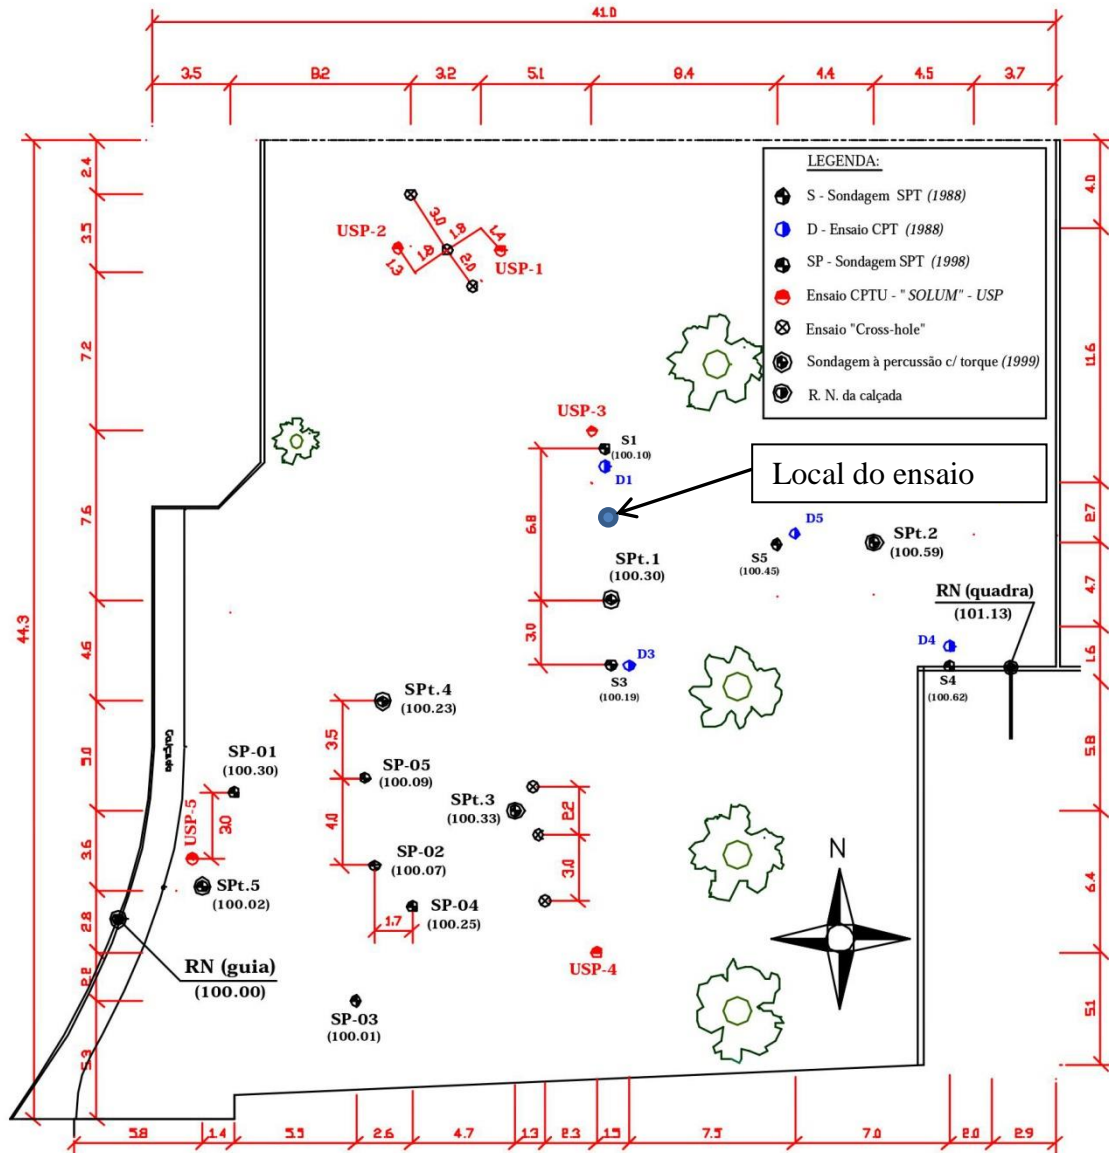 41.0
3.5
8.2
3.2
5.1
8.4
4.4
4.5
3.7
2.4
3.5
7.2
7.6
4.6
5.0
3.6
2.8
2.2
5.3
44.3
LEGENDA:
S - Sondagem SPT (1988)
D - Ensaio CPT (1988)
SP - Sondagem SPT (1998)
Ensaio CPTU - "SOLUM" - USP
Ensaio "Cross-hole"
Sondagem à percussão c/ torque (1999)
R. N. da calçada
4.0
11.6
2.7
4.7
1.6
5.8
6.4
5.1
USP-2
3.0
1.8
1.4
1.3
1.9
2.0
USP-1
USP-3
S1
(100.10)
D1
Local do ensaio
6.8
D5
S5
(100.45)
SPt.2
(100.59)
SPt.1
(100.30)
RN (quadra)
(101.13)
3.0
D3
S3
(100.19)
D4
S4
(100.62)
SPt.4
(100.23)
Calçada
3.5
SP-01
(100.30)
SP-05
(100.09)
USP-5
3.0
4.0
SPt.3
(100.33)
2.2
3.0
SP-02
(100.07)
SPt.5
(100.02)
SP-04
(100.25)
1.7
N
RN (guia)
(100.00)
USP-4
SP-03
(100.01)
5.8
1.4
5.5
2.6
4.7
1.3
2.3
1.5
7.5
7.0
2.0
2.9